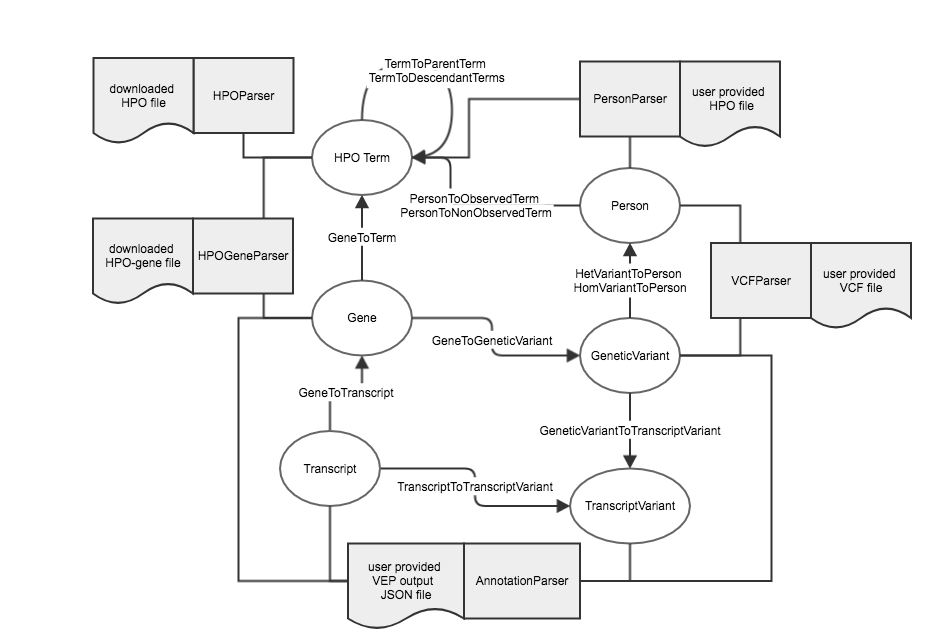 TermToParentTerm
TermToDescendantTerms
downloaded
HPO file
HPOParser
PersonParser
user provided
HPO file
HPO Term
PersonToObservedTerm
PersonToNonObservedTerm
Person
GeneToTerm
downloaded
HPO-gene file
HPOGeneParser
HetVariantToPerson
HomVariantToPerson
VCFParser
user provided
VCF file
Gene
GeneToGeneticVariant
GeneticVariant
GeneToTranscript
GeneticVariantToTranscriptVariant
Transcript
TranscriptToTranscriptVariant
TranscriptVariant
user provided
VEP output
JSON file
AnnotationParser